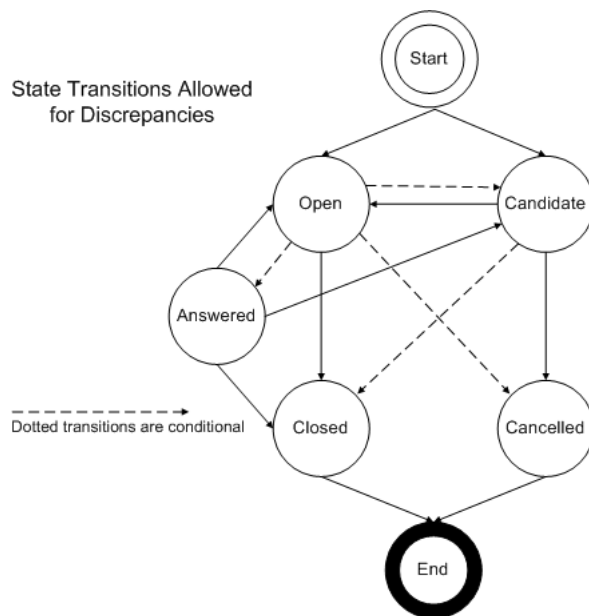 Start
State Transitions Allowed
for Discrepancies
Open
Candidate
Answered
Dotted transitions are conditional
Closed
Cancelled
End